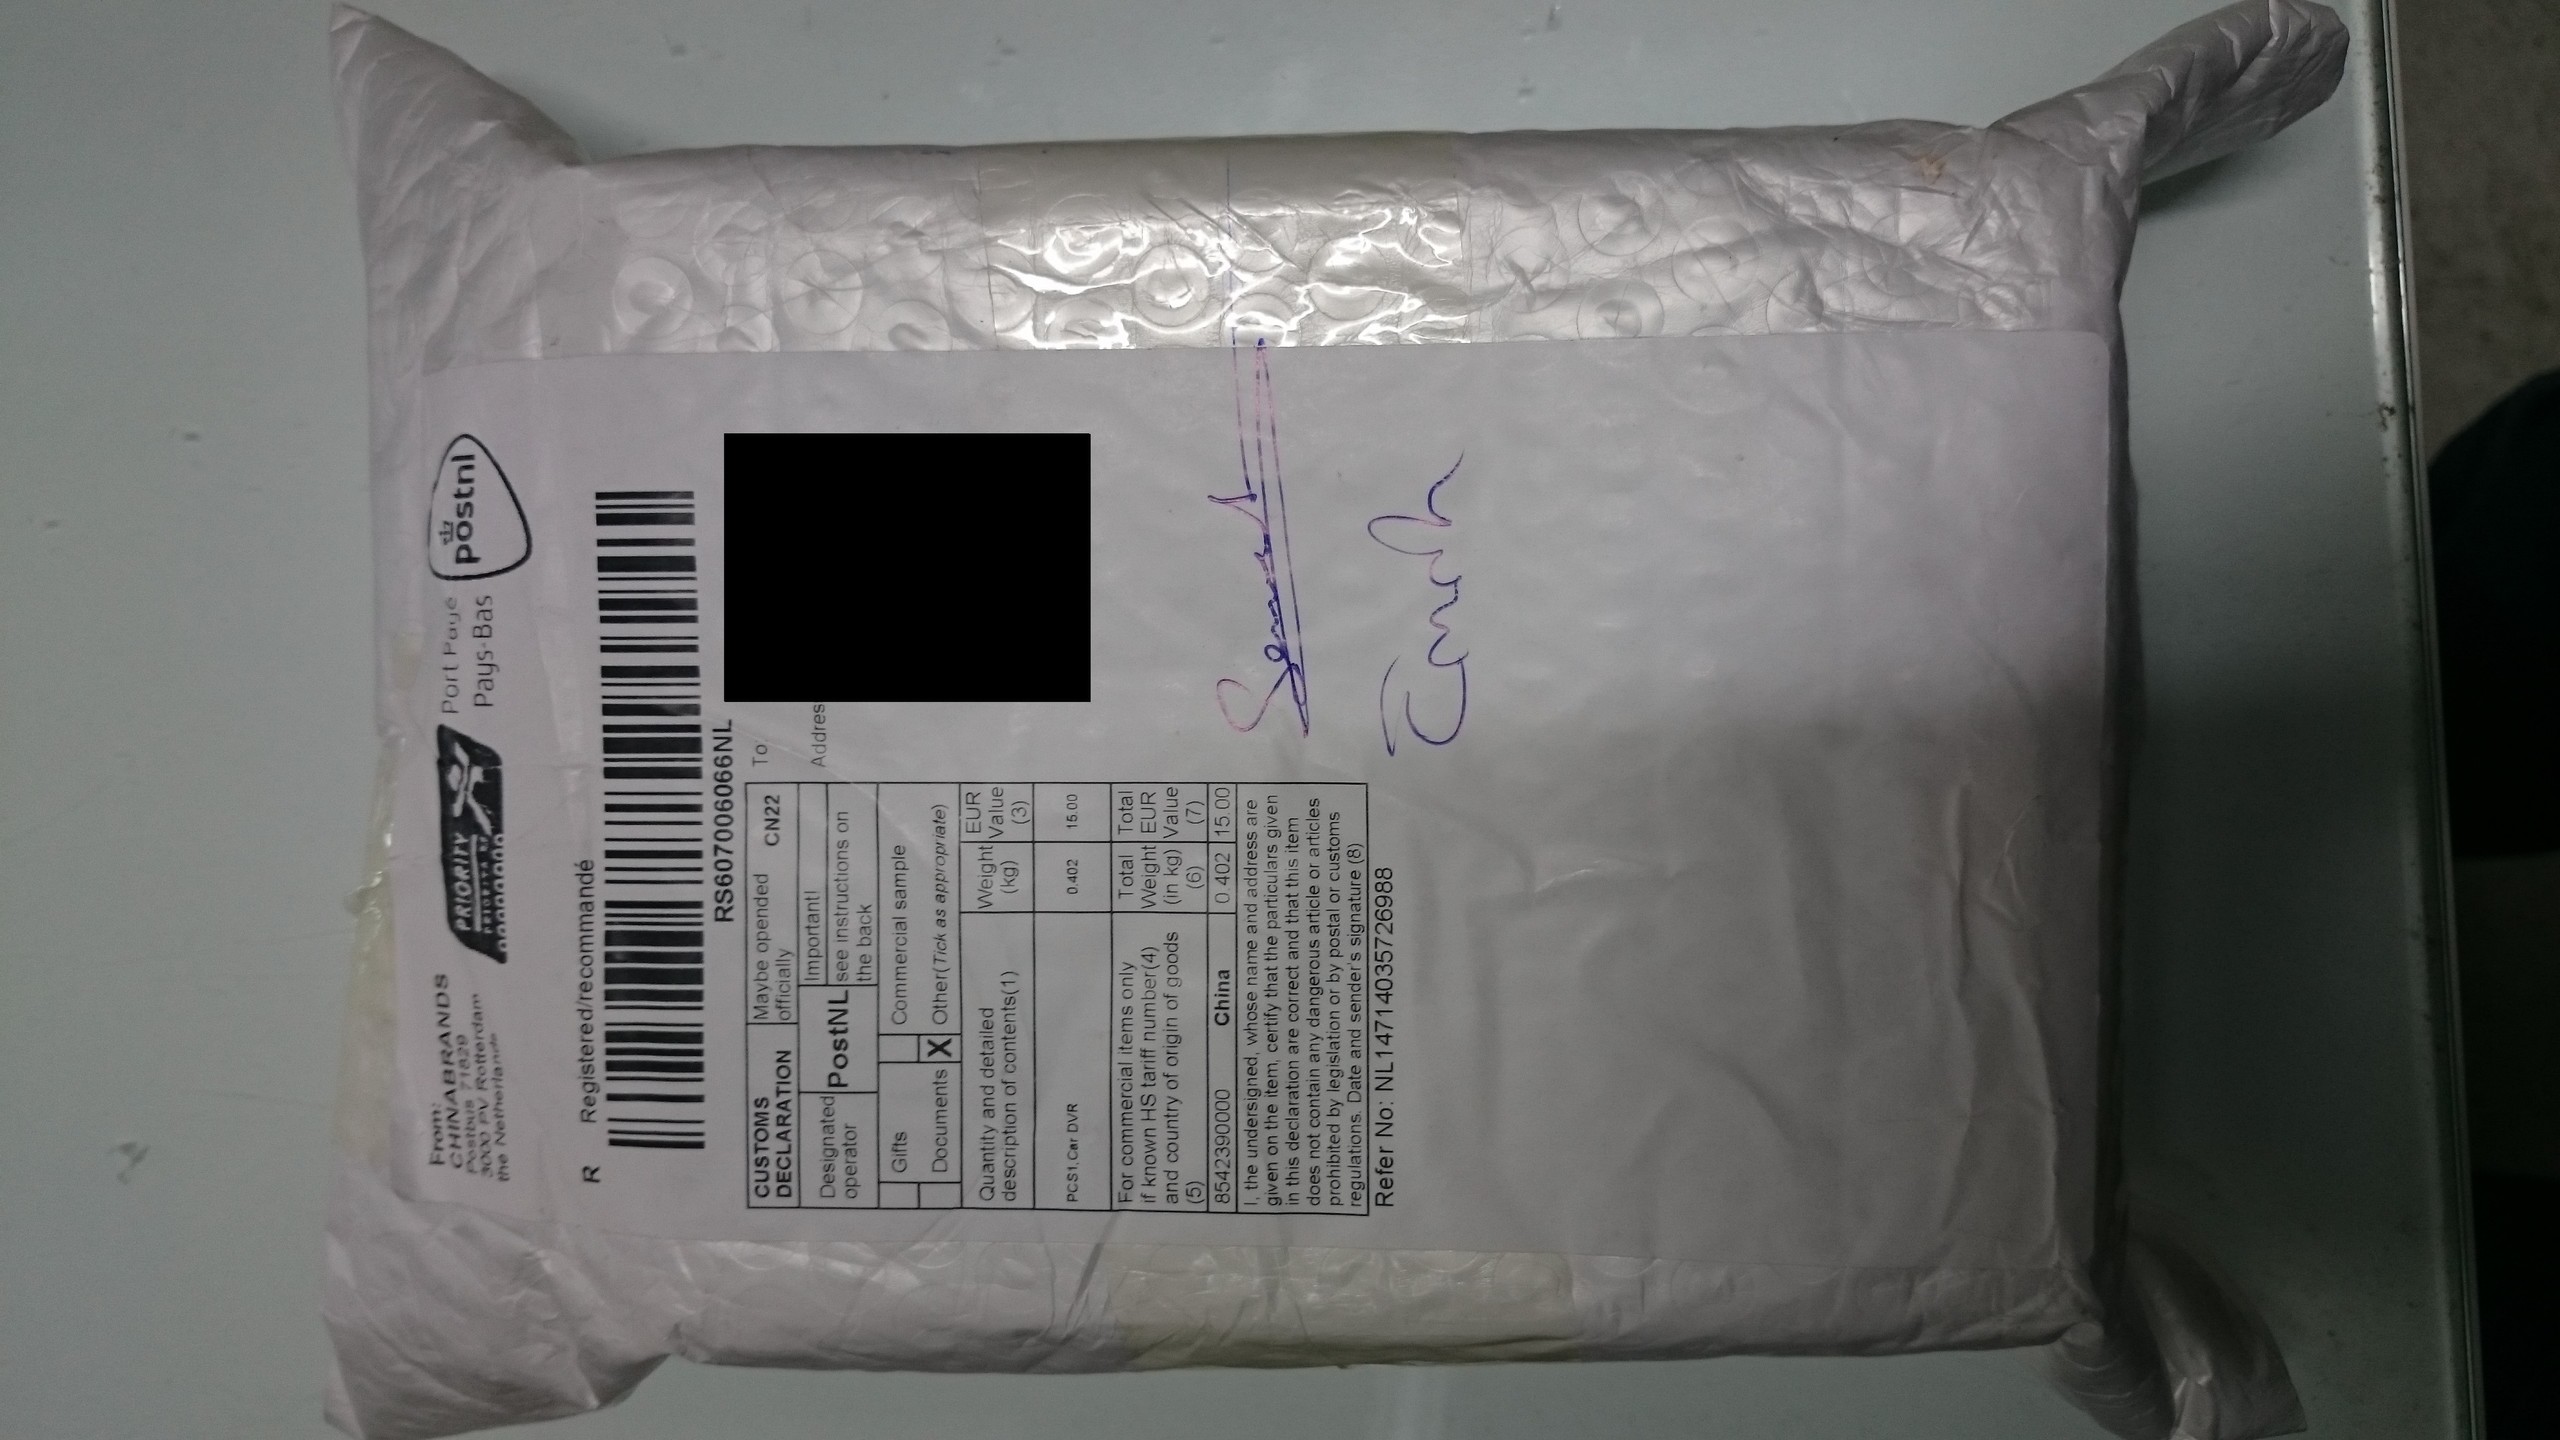 From:
CHINABRANDS
Postbus 71829
3000 PV Rotterdam
the Netherlands
PRIORITY
Port Payé
Pays-Bas
postnl
R Registered/recommandé
RS607006066NL
CUSTOMS
DECLARATION
Maybe opened
officially
CN22
Designated
operator
PostNL
Important!
see instructions on
the back
Gifts
Commercial sample
Documents
X
Other(Tick as appropriate)
Quantity and detailed
description of contents(1)
Weight
(kg)
EUR
Value
(3)
PCS1,Car DVR
0.402
15.00
For commercial items only
if known HS tariff number(4)
and country of origin of goods
(5)
Total
Weight
(in kg)
(6)
Total
EUR
Value
(7)
8542390000 China 0.402 15.00
I, the undersigned, whose name and address are
given on the item, certify that the particulars given
in this declaration are correct and that this item
does not contain any dangerous article or articles
prohibited by legislation or by postal or customs
regulations. Date and sender's signature (8)
Refer No: NL14714035726988
To:
Addres